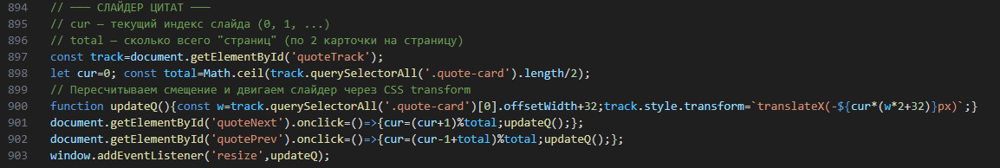 894 // —— СЛАЙДЕР ЦИТАТ ——
895 // cur — текущий индекс слайда (0, 1, ...)
896 // total — сколько всего "страниц" (по 2 карточки на страницу)
897 const track=document.getElementById('quoteTrack');
898 let cur=0; const total=Math.ceil(track.querySelectorAll('.quote-card').length/2);
899 // Пересчитываем смещение и двигаем слайдер через CSS transform
900 function updateQ(){const w=track.querySelectorAll('.quote-card')[0].offsetWidth+32;track.style.transform=`translateX(-${cur*(w*2+32)}px)`;}
901 document.getElementById('quoteNext').onclick=()=>{cur=(cur+1)%total;updateQ();};
902 document.getElementById('quotePrev').onclick=()=>{cur=(cur-1+total)%total;updateQ();};
903 window.addEventListener('resize',updateQ);